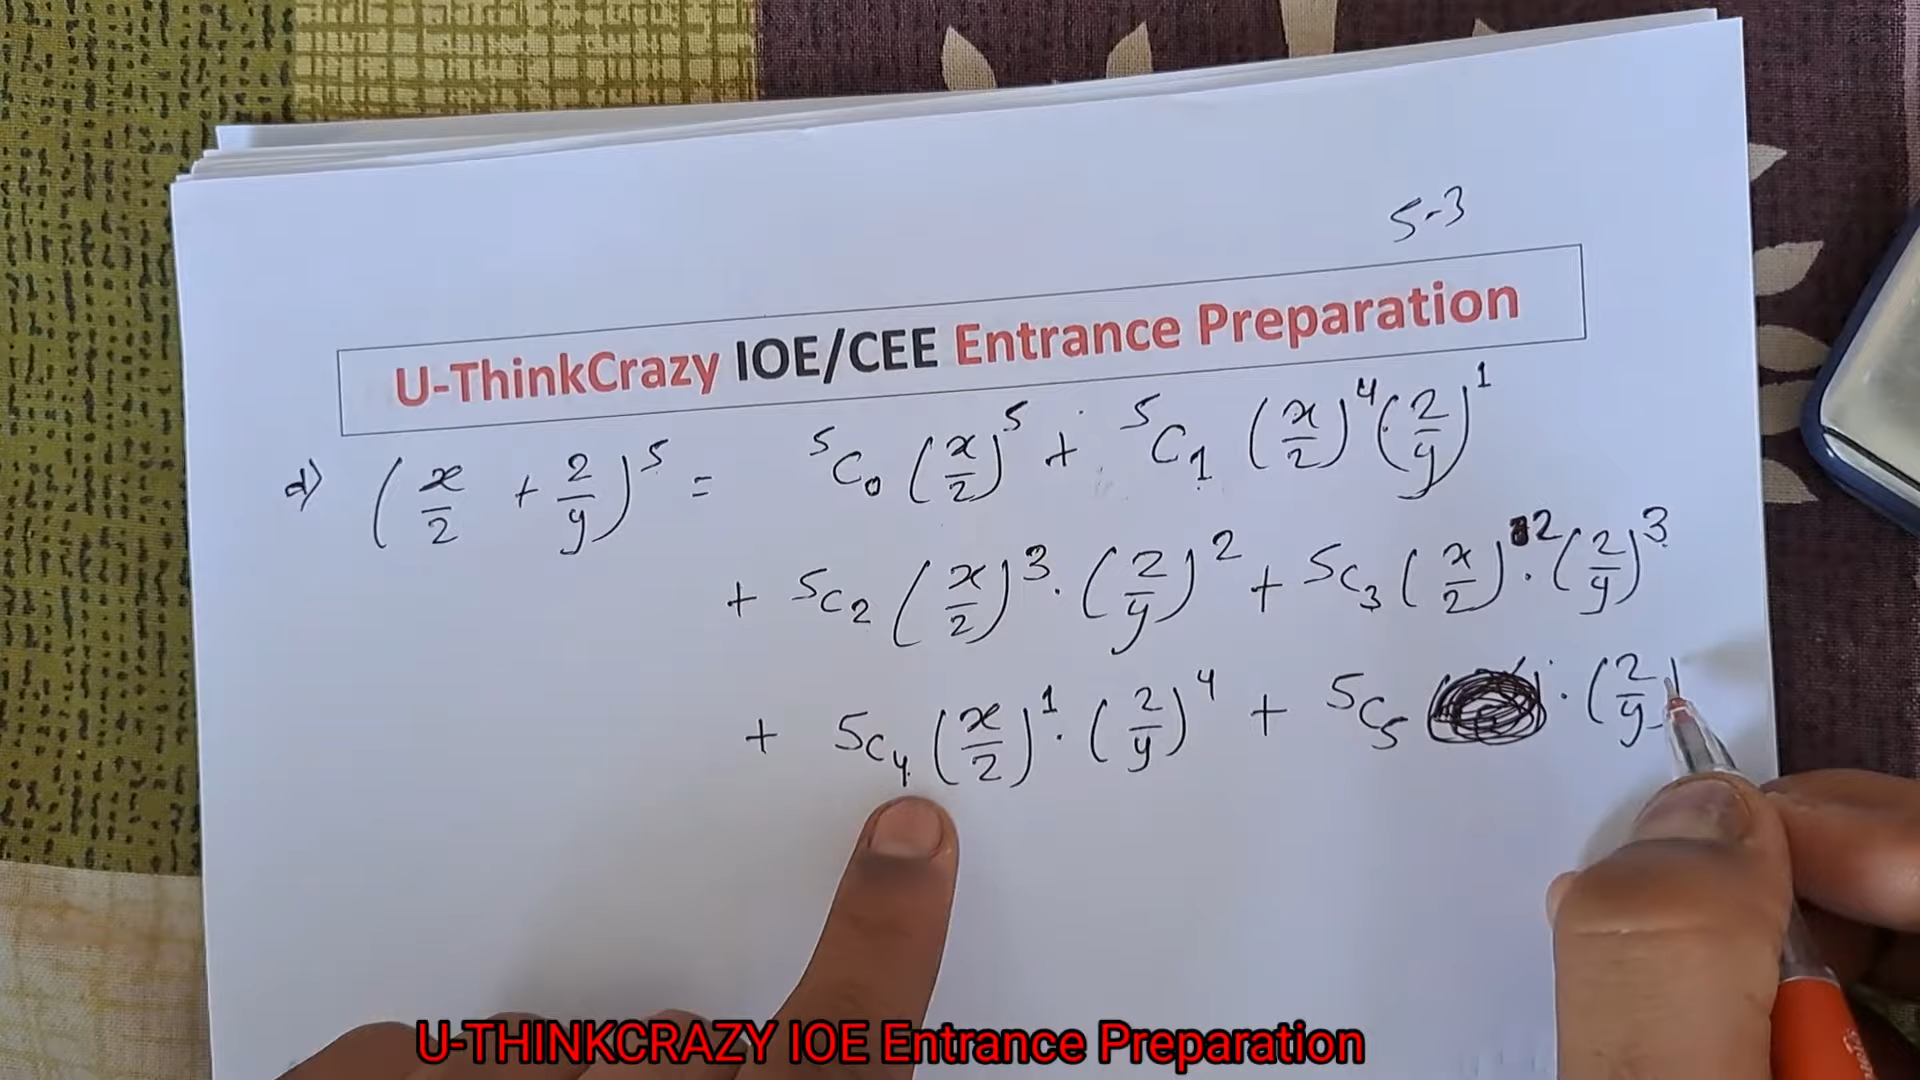 5-3
U-ThinkCrazy IOE/CEE Entrance Preparation
d) (x/2 + 2/y)^5 = ⁵C₀ (x/2)^5 + ⁵C₁ (x/2)^4 (2/y)^1
+ ⁵C₂ (x/2)^3 · (2/y)^2 + ⁵C₃ (x/2)^2 · (2/y)^3
+ ⁵C₄ (x/2)^1 · (2/y)^4 + ⁵C₅ · (2/y)
U-THINKCRAZY IOE Entrance Preparation